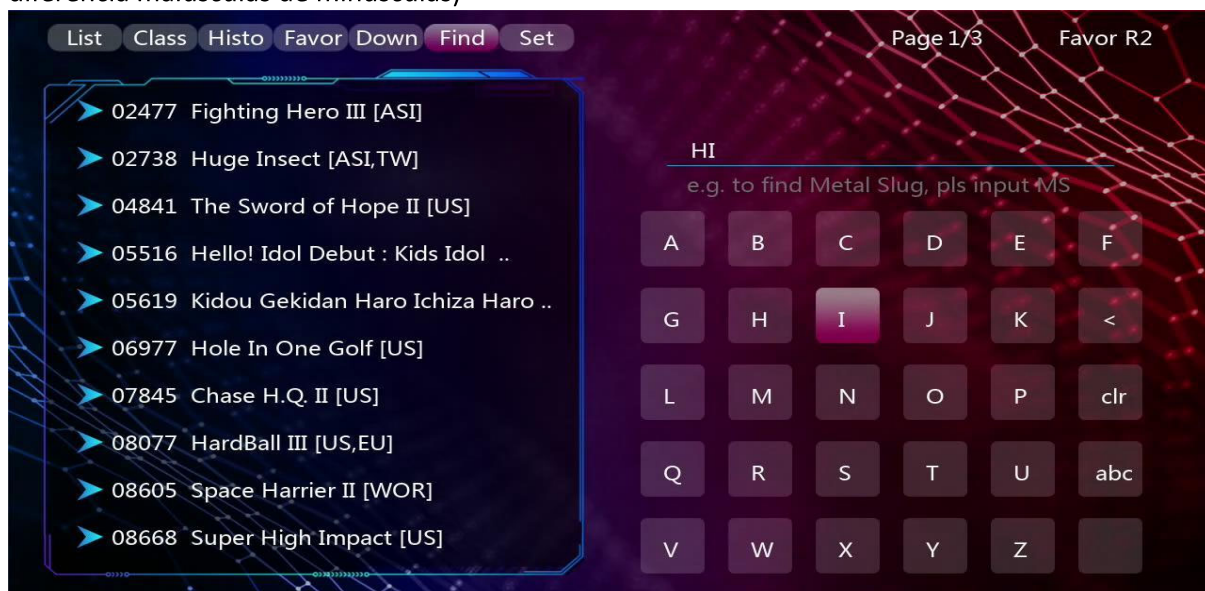 diferencia mayúsculas de minúsculas)
List Class Histo Favor Down Find Set
Page 1/3 Favor R2
02477 Fighting Hero III [ASI]
02738 Huge Insect [ASI,TW]
04841 The Sword of Hope II [US]
05516 Hello! Idol Debut : Kids Idol ..
05619 Kidou Gekidan Haro Ichiza Haro ..
06977 Hole In One Golf [US]
07845 Chase H.Q. II [US]
08077 HardBall III [US,EU]
08605 Space Harrier II [WOR]
08668 Super High Impact [US]
HI
e.g. to find Metal Slug, pls input MS
A B C D E F
G H I J K <
L M N O P clr
Q R S T U abc
V W X Y Z